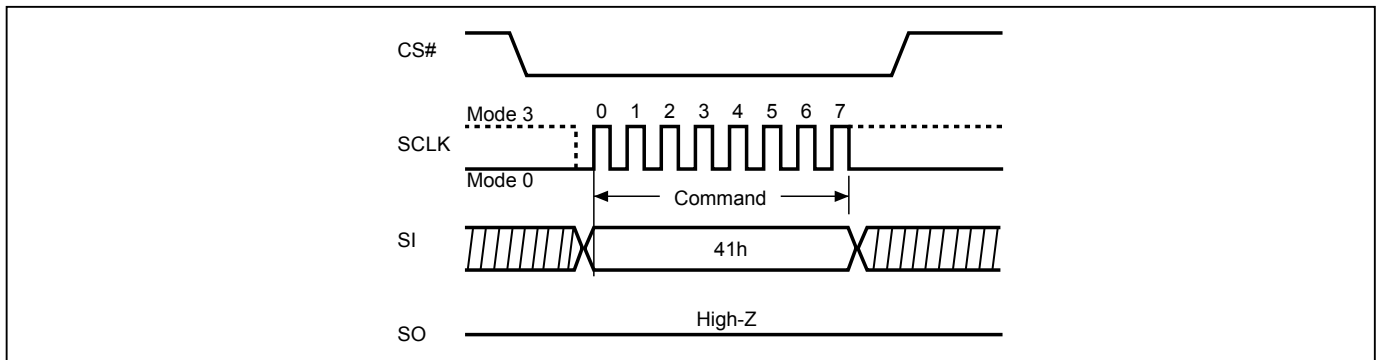 CS#
Mode 3 0 1 2 3 4 5 6 7
SCLK
Mode 0
Command
SI
41h
High-Z
SO